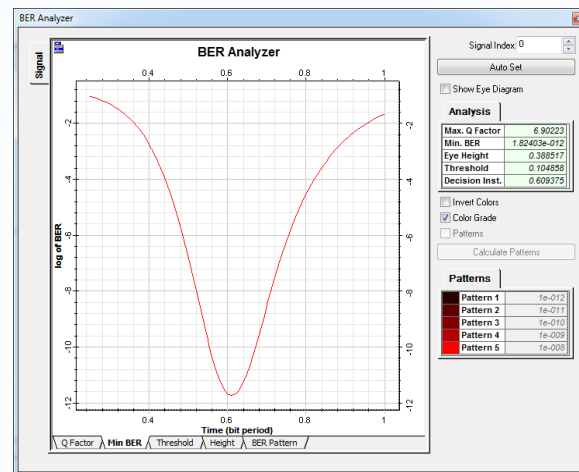 BER Analyzer
Signal Index: 0
Auto Set
Show Eye Diagram
Analysis
Max. Q Factor 6.90223
Min. BER 1.82403e-012
Eye Height 0.388517
Threshold 0.104858
Decision Inst. 0.609375
Invert Colors
Color Grade
Patterns
Calculate Patterns
Patterns
Pattern 1 1e-012
Pattern 2 1e-011
Pattern 3 1e-010
Pattern 4 1e-009
Pattern 5 1e-008
Signal
BER Analyzer
0.4 0.6 0.8 1
-2 -2
-4 -4
-6 -6
-8 -8
-10 -10
-12 -12
log of BER
0.4 0.6 0.8 1
Time (bit period)
Q Factor Min BER Threshold Height BER Pattern